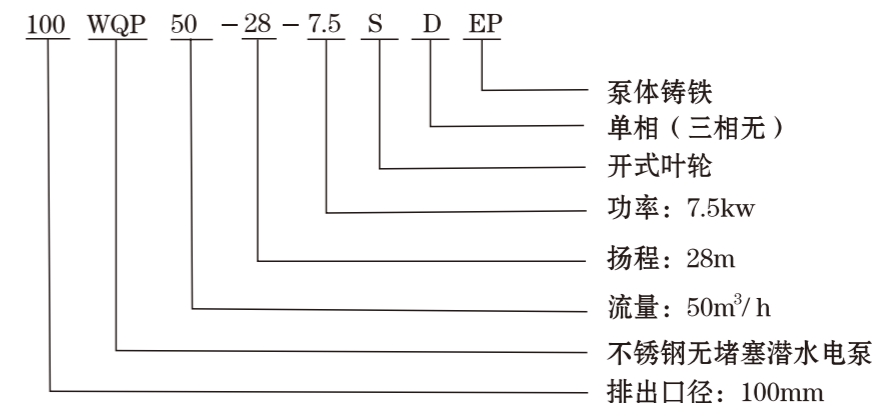 100 WQP 50 -28-7.5 S D EP
泵体铸铁
单相(三相无)
开式叶轮
功率:7.5kw
扬程:28m
流量:50m³/h
不锈钢无堵塞潜水电泵
排出口径:100mm